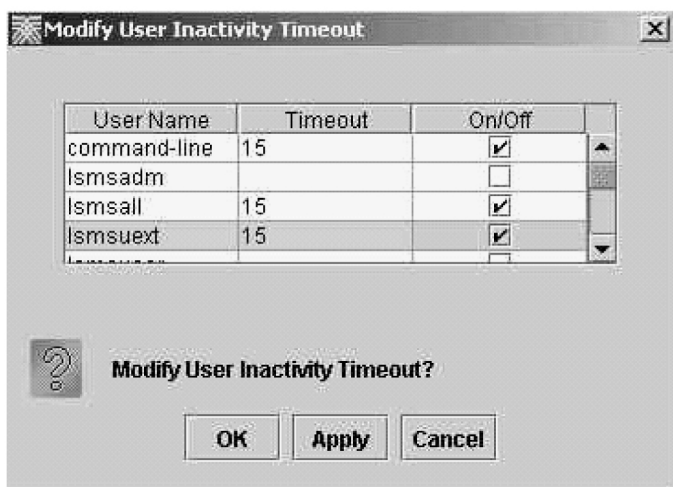 Modify User Inactivity Timeout
User Name Timeout On/Off
command-line 15
lsmsadm
lsmsall 15
lsmsuext 15
Modify User Inactivity Timeout?
OK Apply Cancel